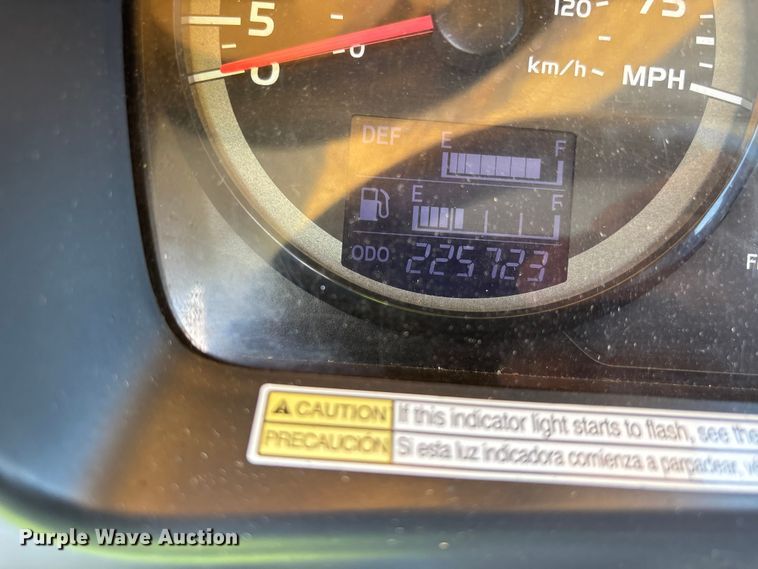 120 75
5
0 0
km/h MPH
DEF E F
E F
ODO 225723
CAUTION If this indicator light starts to flash, see the
PRECAUCIÓN Si esta luz indicadora comienza a parpadear,
Purple Wave Auction